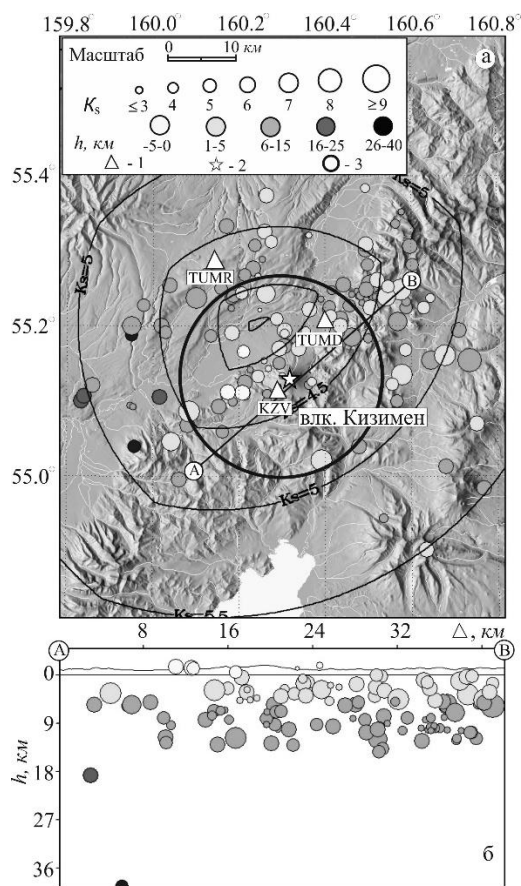 159.8° 160.0° 160.2° 160.4° 160.6° 160.8°
Масштаб 0 10 км
а
Ks ≤3 4 5 6 7 8 ≥9
-5-0 1-5 6-15 16-25 26-40
h, км
- 1 - 2 - 3
55.4°
Ks=5
TUMR
B
55.2°
TUMD
Ks=4.5
KZV
влк. Кизимен
A
55.0°
Ks=5
Ks=5
Ks=5.5
8 16 24 32 Δ, км
A B
0
9
h, км
18
27
36
б